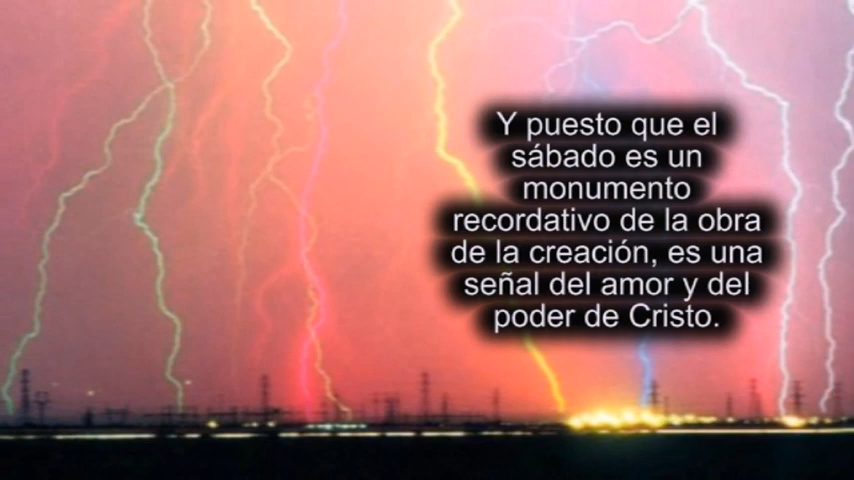 Y puesto que el
sábado es un
monumento
recordativo de la obra
de la creación, es una
señal del amor y del
poder de Cristo.